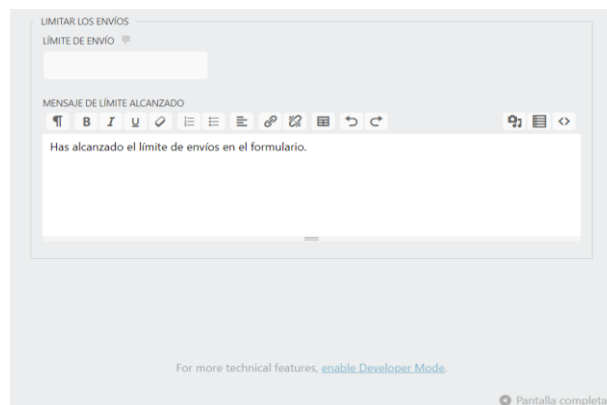 LIMITAR LOS ENVÍOS
LÍMITE DE ENVÍO
MENSAJE DE LÍMITE ALCANZADO
Has alcanzado el límite de envíos en el formulario.
For more technical features, enable Developer Mode.
Pantalla completa